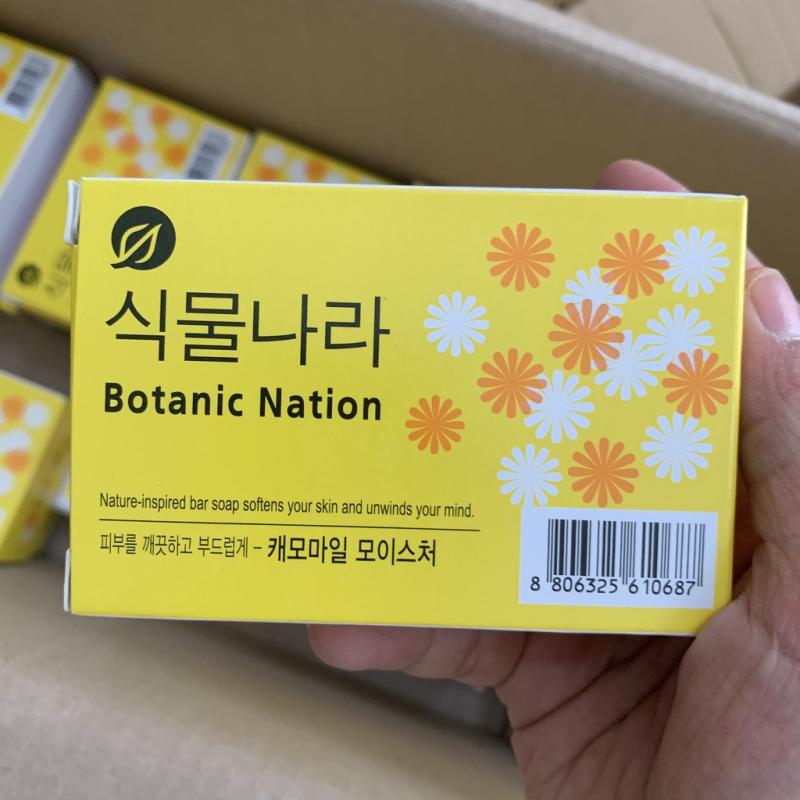 식물나라
Botanic Nation
Nature-inspired bar soap softens your skin and unwinds your mind.
피부를 깨끗하고 부드럽게 – 캐모마일 모이스처
8 806325 610687